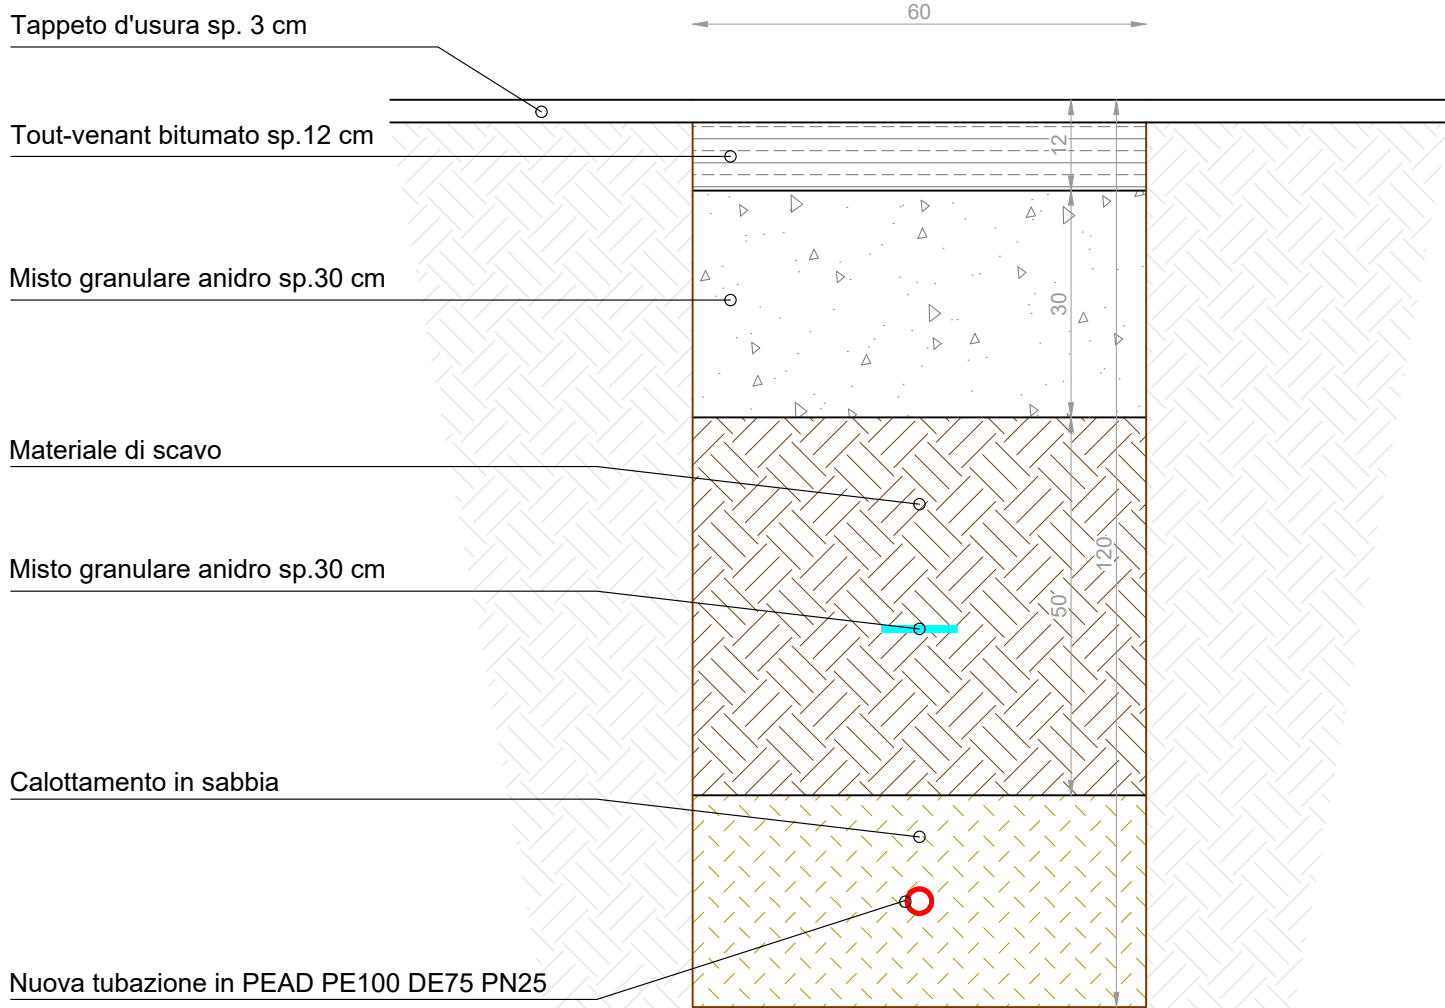 Tappeto d'usura sp. 3 cm
60
Tout-venant bitumato sp.12 cm
12
Misto granulare anidro sp.30 cm
30
Materiale di scavo
120
Misto granulare anidro sp.30 cm
50
Calottamento in sabbia
Nuova tubazione in PEAD PE100 DE75 PN25